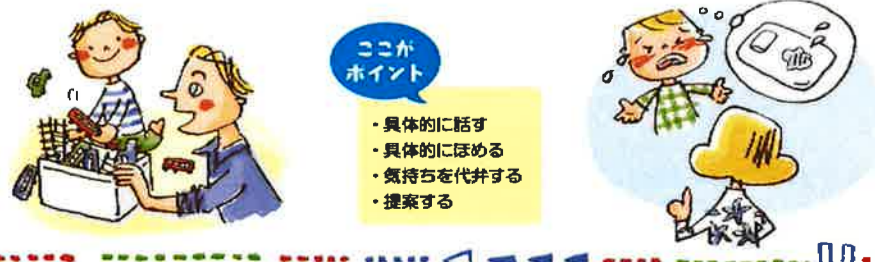 ここが
ポイント
・具体的に話す
・具体的にほめる
・気持ちを代弁する
・提案する